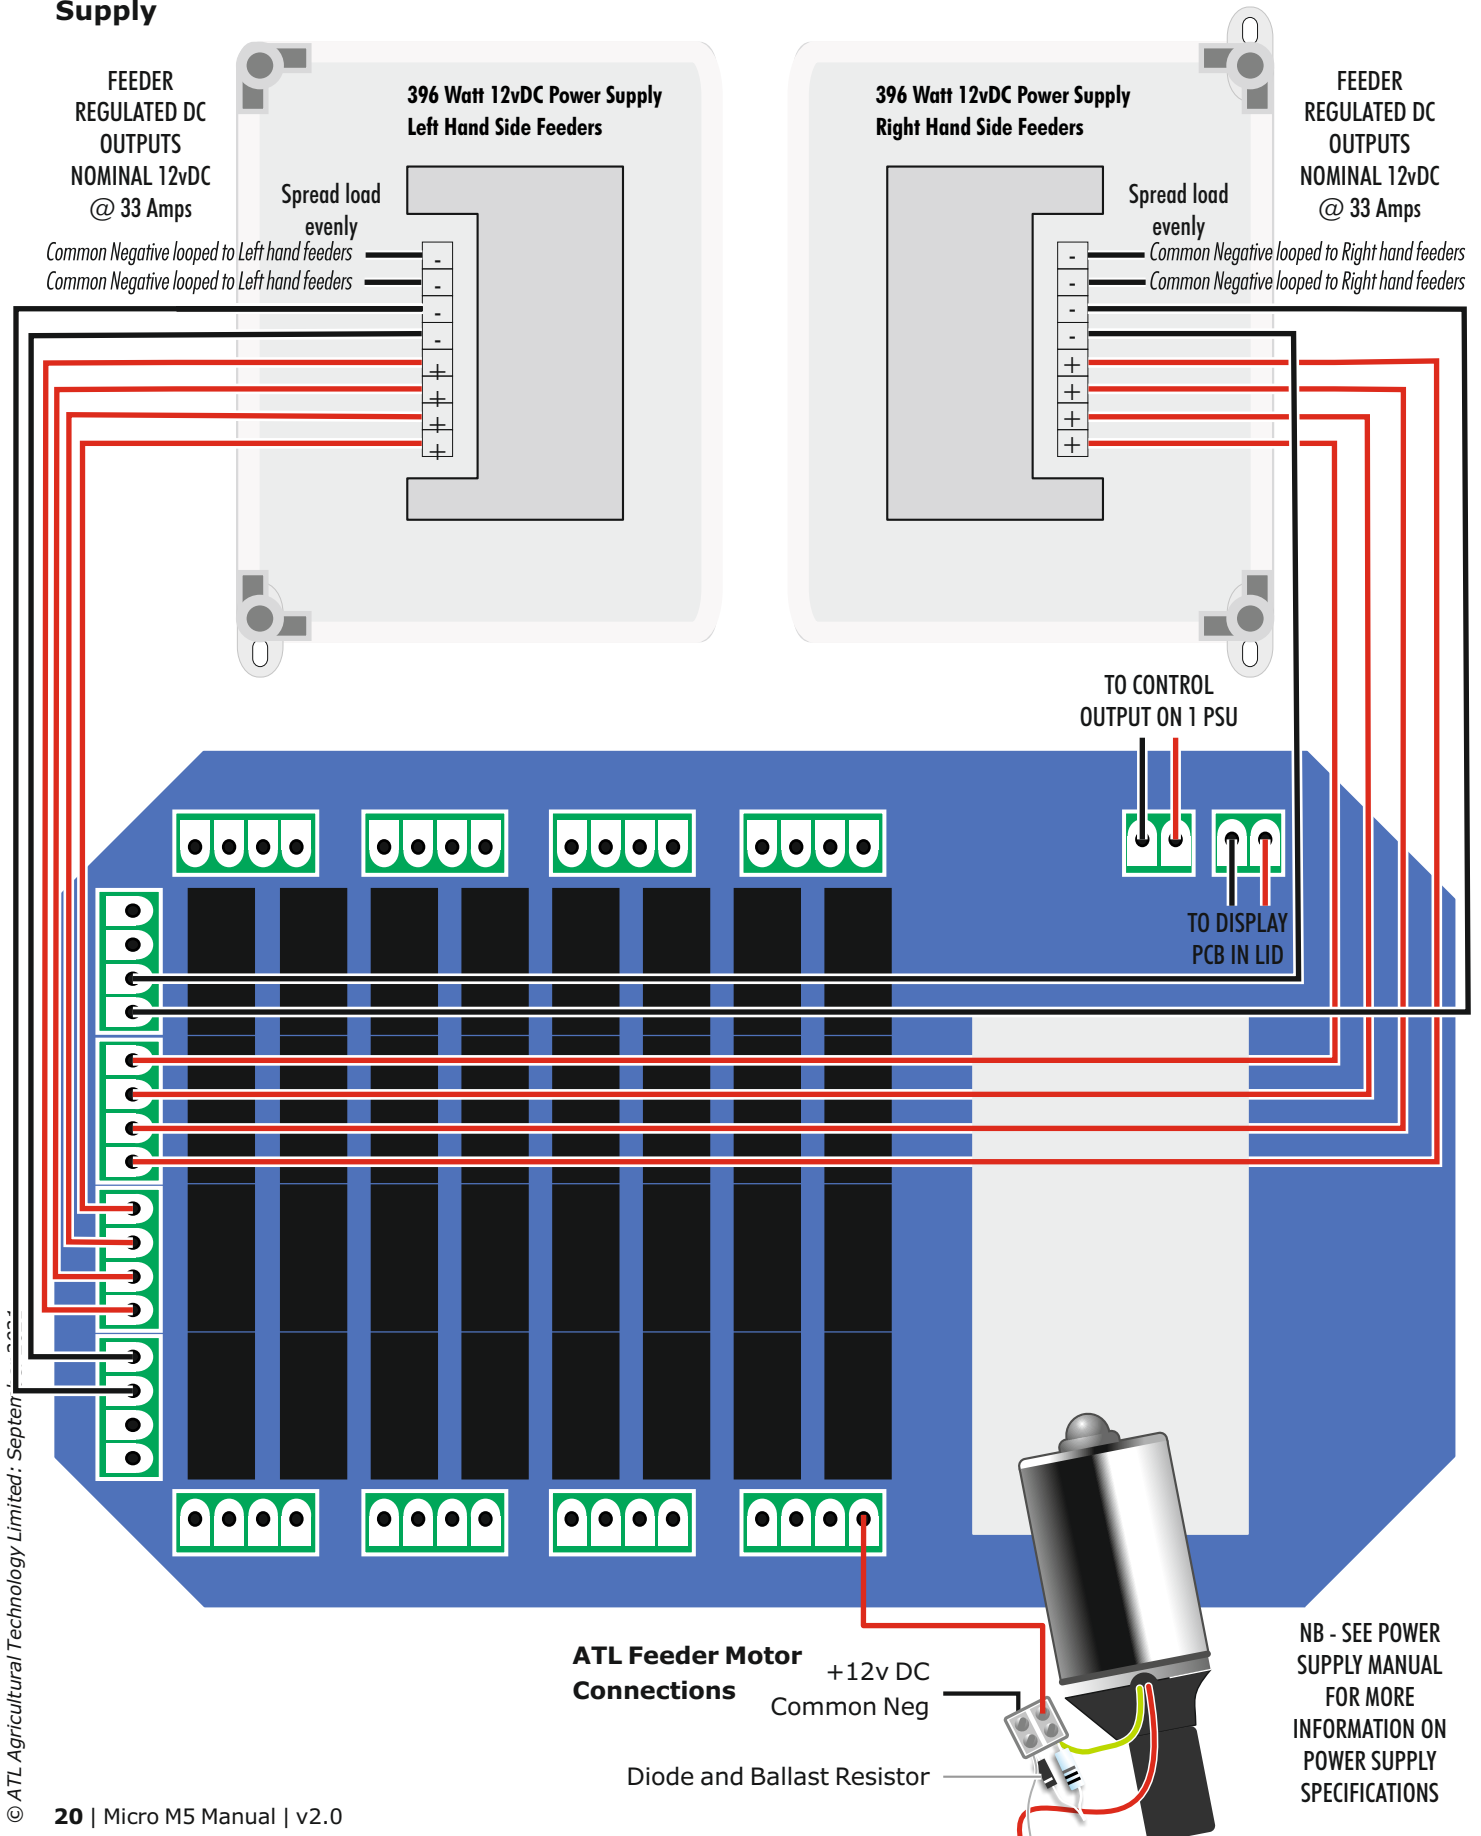 Supply
FEEDER
REGULATED DC
OUTPUTS
NOMINAL 12vDC
@ 33 Amps
396 Watt 12vDC Power Supply
Left Hand Side Feeders
Spread load
evenly
Common Negative looped to Left hand feeders
Common Negative looped to Left hand feeders
-
-
-
-
+
+
+
+
396 Watt 12vDC Power Supply
Right Hand Side Feeders
Spread load
evenly
FEEDER
REGULATED DC
OUTPUTS
NOMINAL 12vDC
@ 33 Amps
Common Negative looped to Right hand feeders
Common Negative looped to Right hand feeders
-
-
-
-
+
+
+
+
TO CONTROL
OUTPUT ON 1 PSU
TO DISPLAY
PCB IN LID
ATL Feeder Motor
Connections
+12v DC
Common Neg
Diode and Ballast Resistor
NB - SEE POWER
SUPPLY MANUAL
FOR MORE
INFORMATION ON
POWER SUPPLY
SPECIFICATIONS
© ATL Agricultural Technology Limited: September 2021
20 | Micro M5 Manual | v2.0